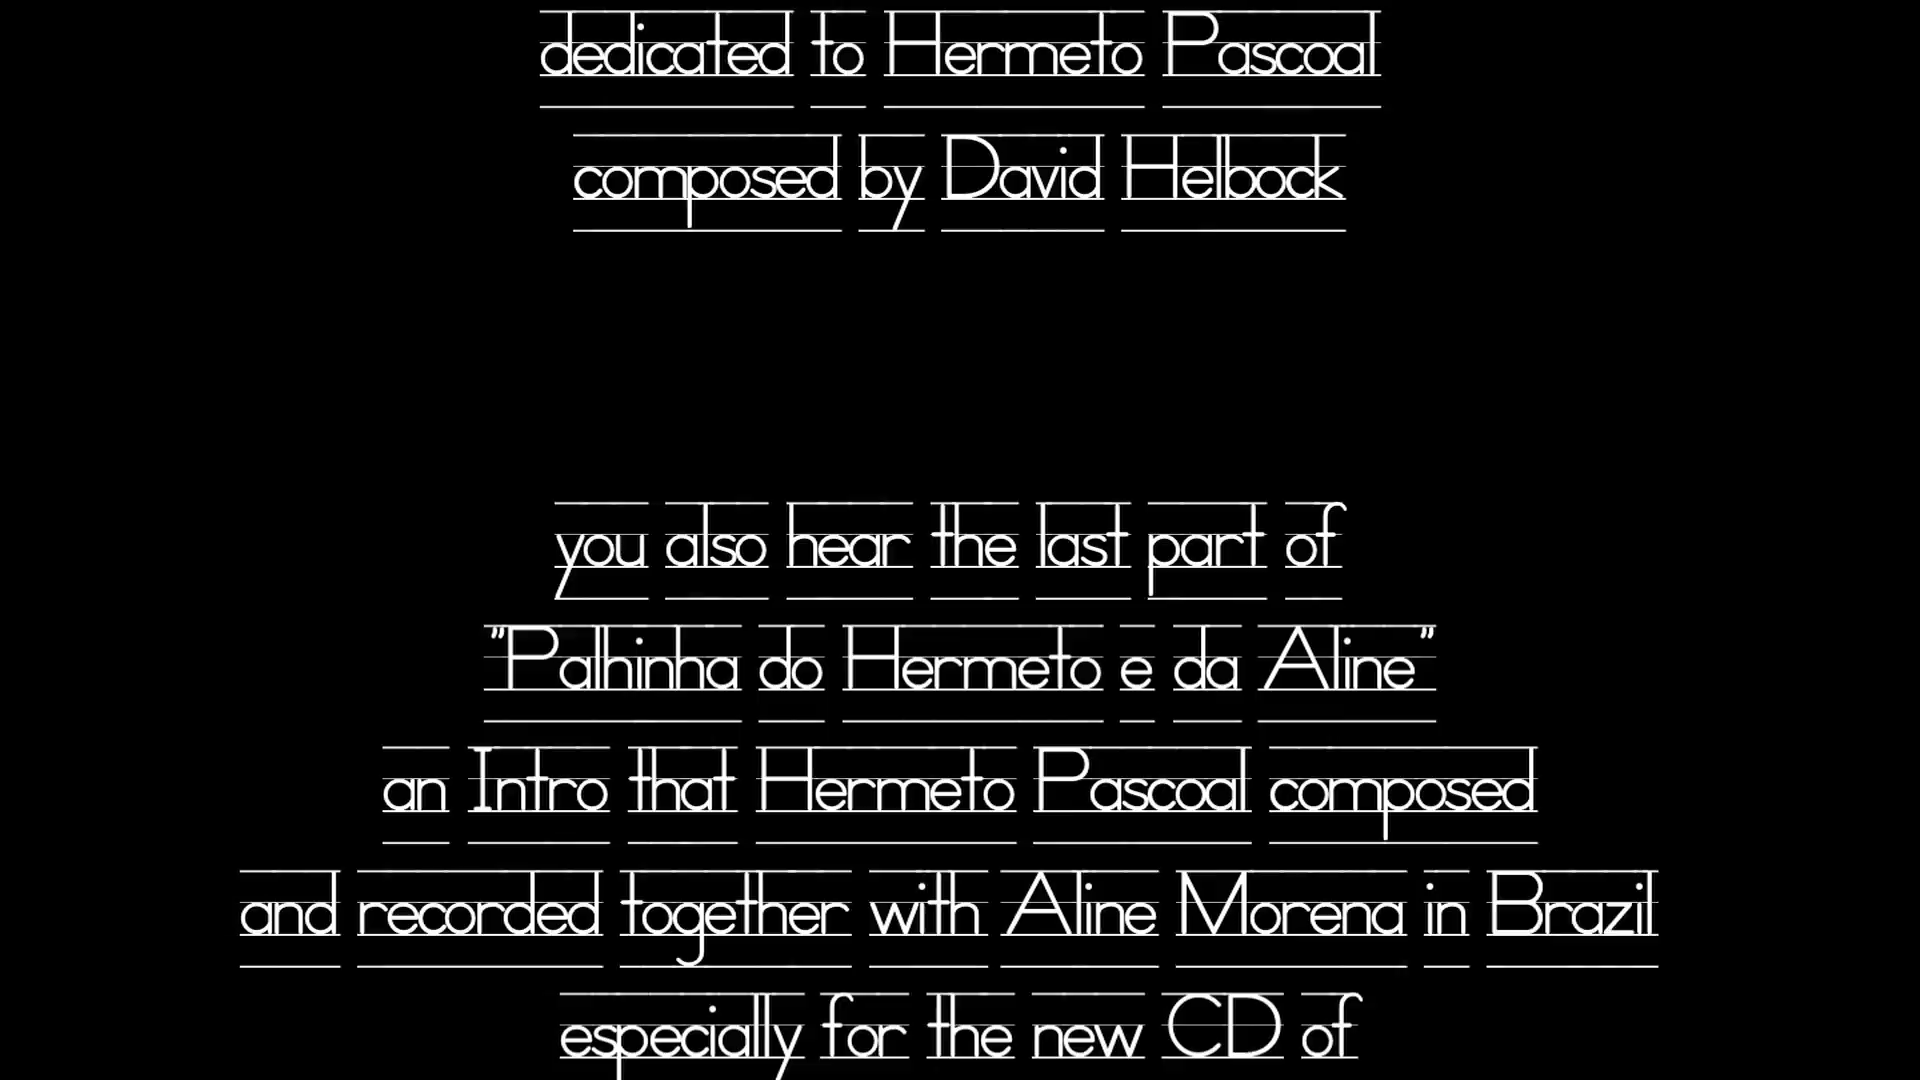 dedicated to Hermeto Pascoal
composed by David Helbock
you also hear the last part of
"Palhinha do Hermeto e da Aline"
an Intro that Hermeto Pascoal composed
and recorded together with Aline Morena in Brazil
especially for the new CD of